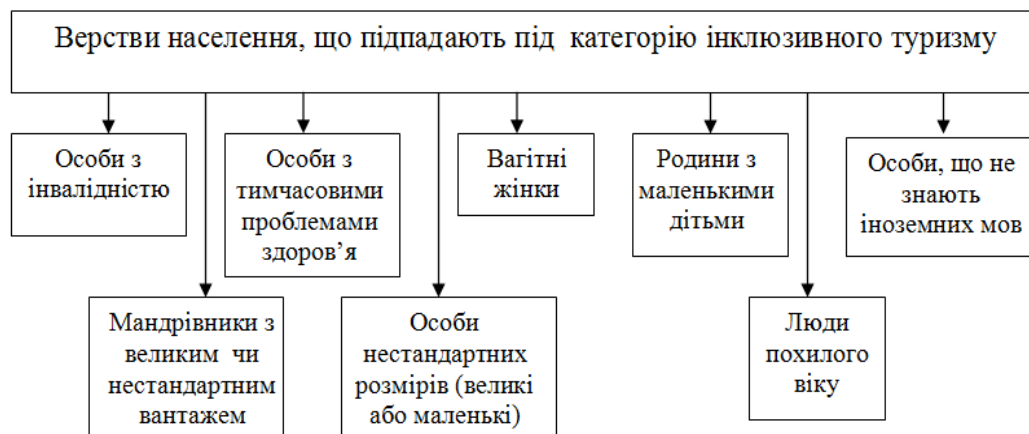 Верстви населення, що підпадають під категорію інклюзивного туризму
Особи з
інвалідністю
Особи з
тимчасовими
проблемами
здоров’я
Вагітні
жінки
Родини з
маленькими
дітьми
Особи, що не
знають
іноземних мов
Мандрівники з
великим чи
нестандартним
вантажем
Особи
нестандартних
розмірів (великі
або маленькі)
Люди
похилого
віку